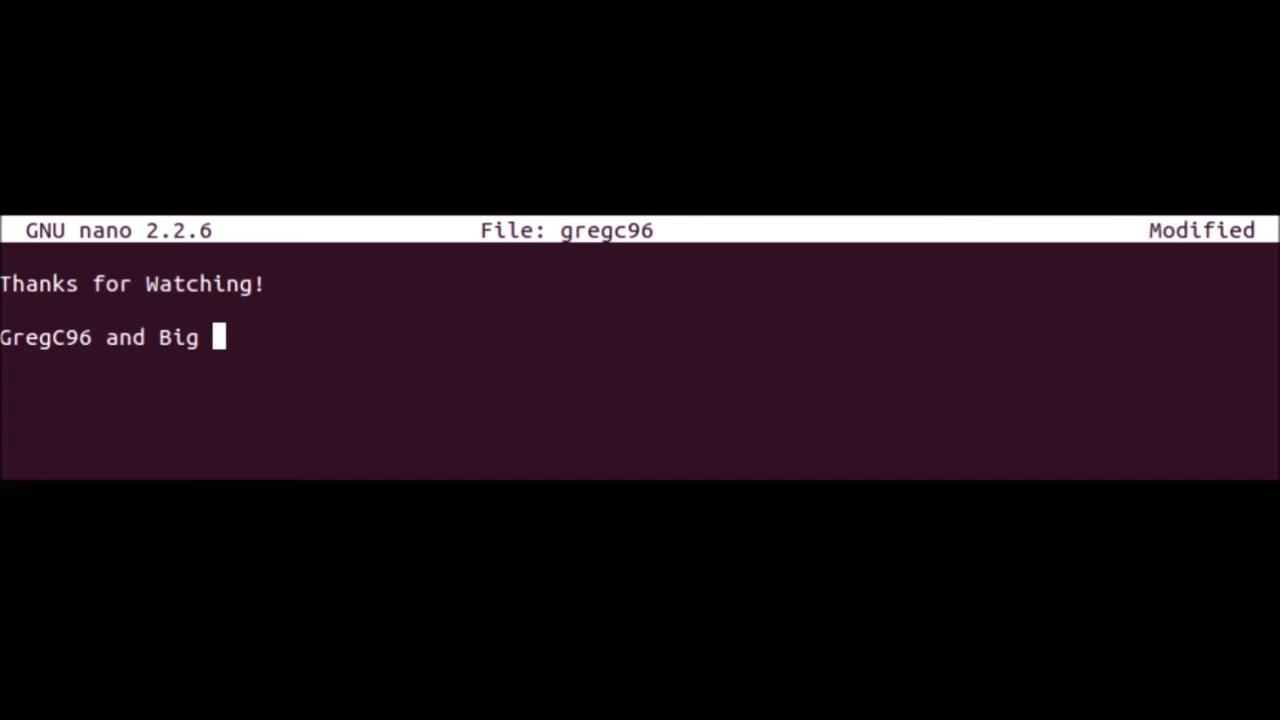 GNU nano 2.2.6 File: gregc96 Modified
Thanks for Watching!
GregC96 and Big